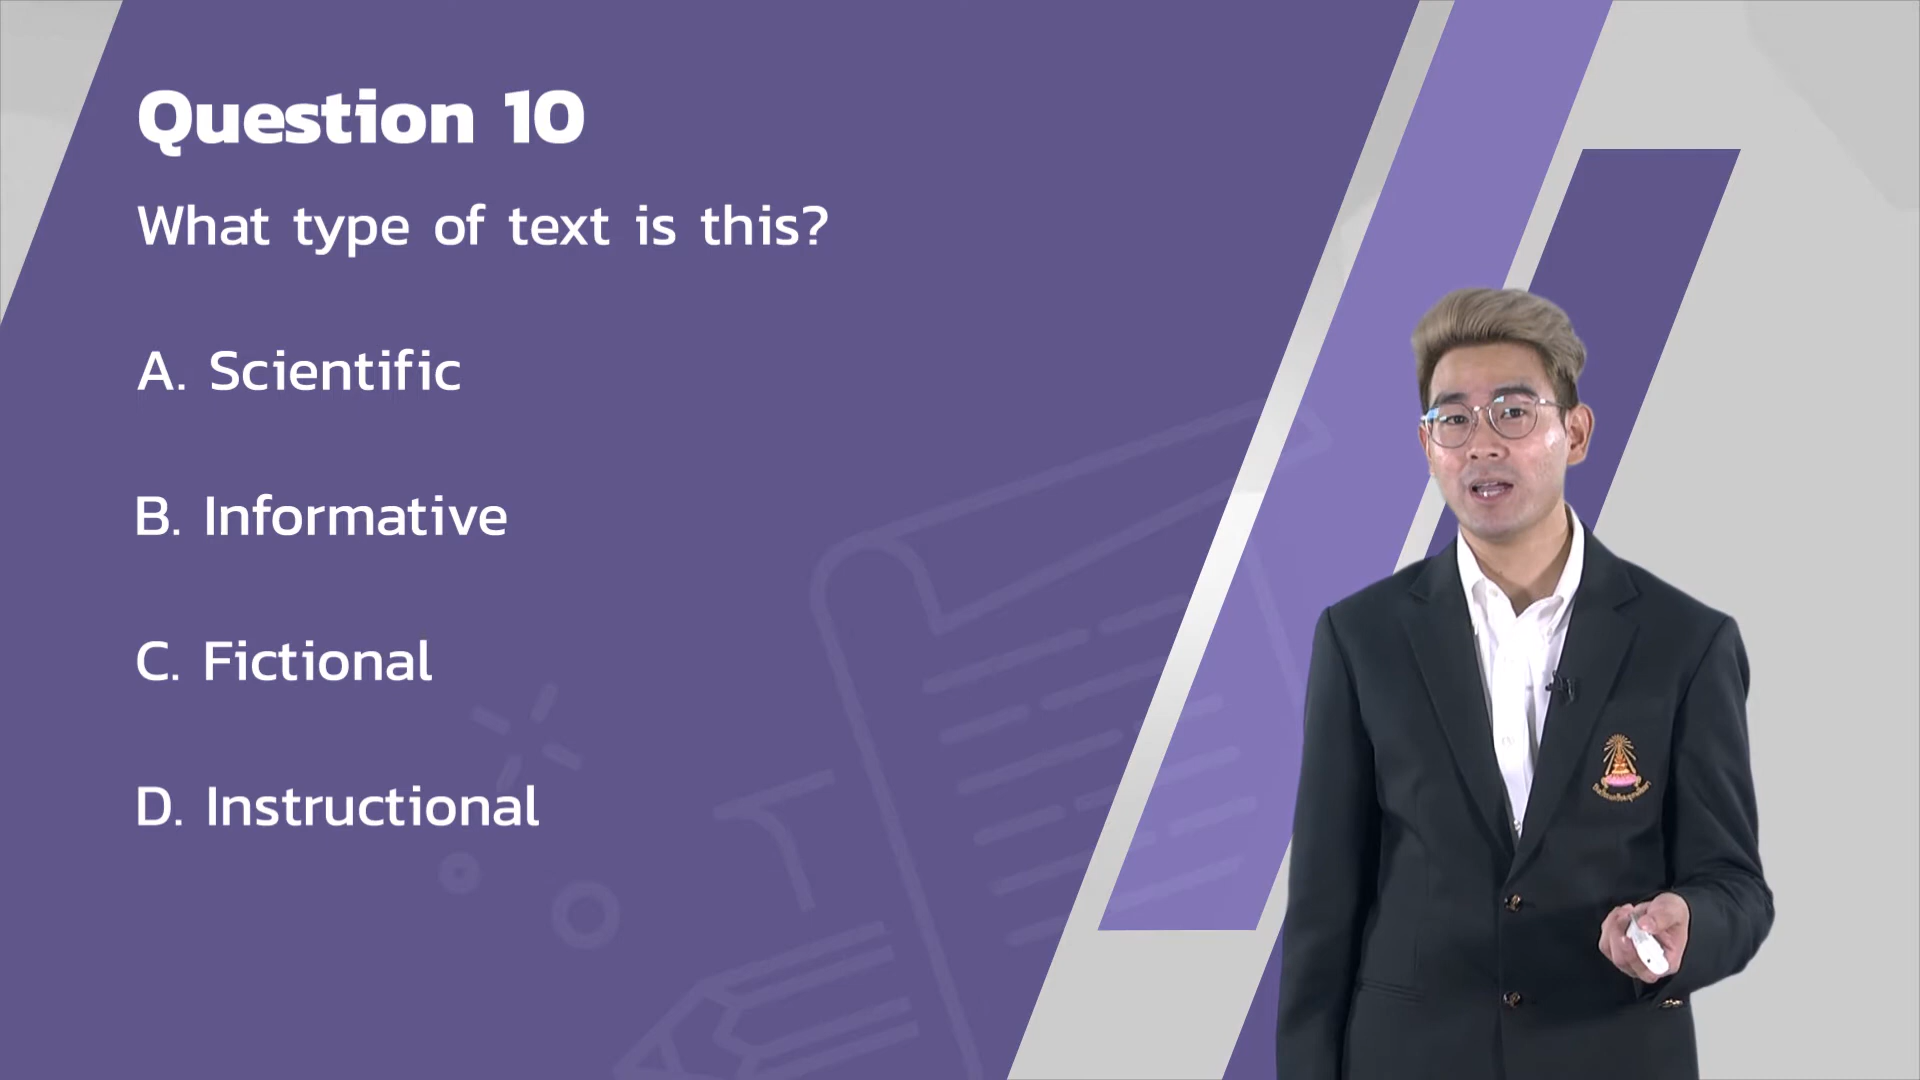 Question 10
What type of text is this?
A. Scientific
B. Informative
C. Fictional
D. Instructional